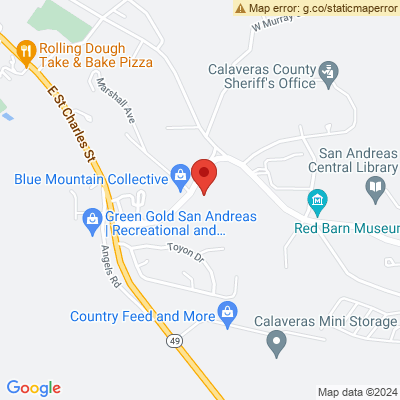 Map error: g.co/staticmaperror
W Murray
Rolling Dough
Take & Bake Pizza
Calaveras County
Sheriff's Office
Marshall Ave
E St Charles St
San Andreas
Central Library
Blue Mountain Collective
Green Gold San Andreas
| Recreational and...
Red Barn Museum
Toyon Dr
Angels Rd
Country Feed and More
Calaveras Mini Storage
49
Google
Map data ©2024